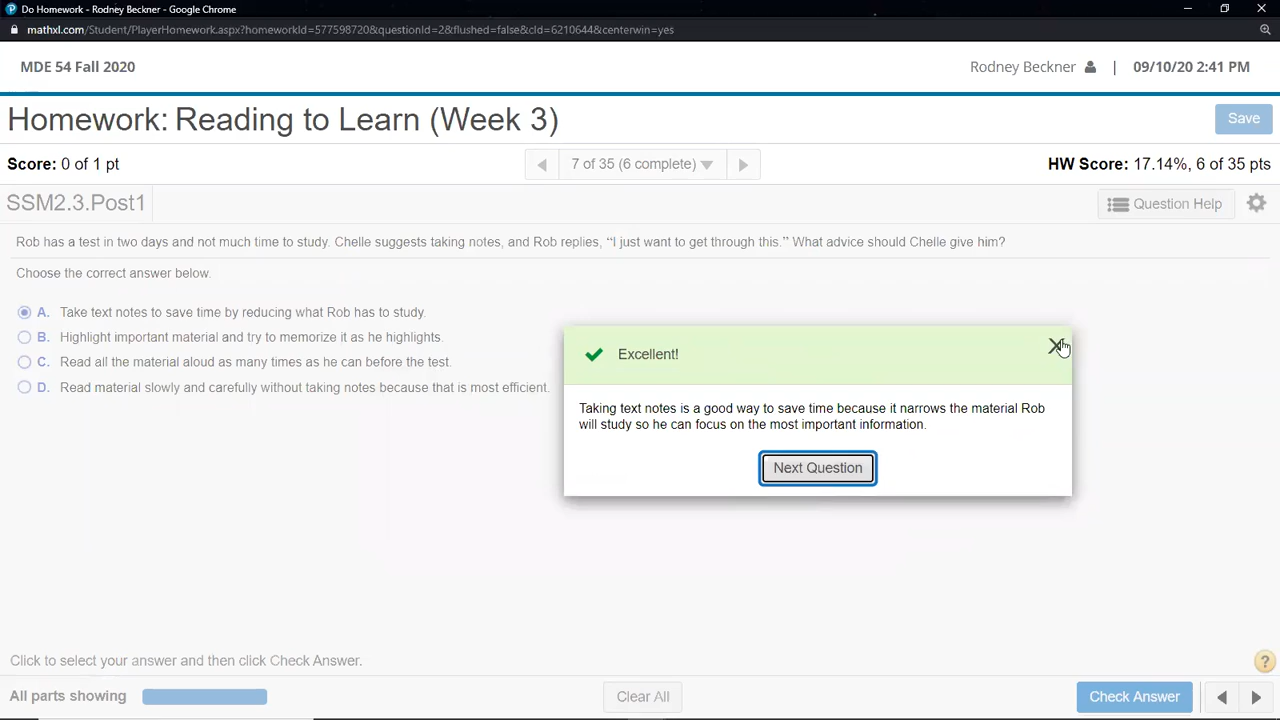 Do Homework - Rodney Beckner - Google Chrome
mathxl.com/Student/PlayerHomework.aspx?homeworkId=577598720&questionId=2&flushed=false&cId=6210644&centerwin=yes
MDE 54 Fall 2020
Rodney Beckner | 09/10/20 2:41 PM
Homework: Reading to Learn (Week 3)
Save
Score: 0 of 1 pt
7 of 35 (6 complete)
HW Score: 17.14%, 6 of 35 pts
SSM2.3.Post1
Question Help
Rob has a test in two days and not much time to study. Chelle suggests taking notes, and Rob replies, “I just want to get through this.” What advice should Chelle give him?
Choose the correct answer below.
A. Take text notes to save time by reducing what Rob has to study.
B. Highlight important material and try to memorize it as he highlights.
C. Read all the material aloud as many times as he can before the test.
D. Read material slowly and carefully without taking notes because that is most efficient.
Excellent!
X
Taking text notes is a good way to save time because it narrows the material Rob
will study so he can focus on the most important information.
Next Question
Click to select your answer and then click Check Answer.
?
All parts showing
Clear All
Check Answer